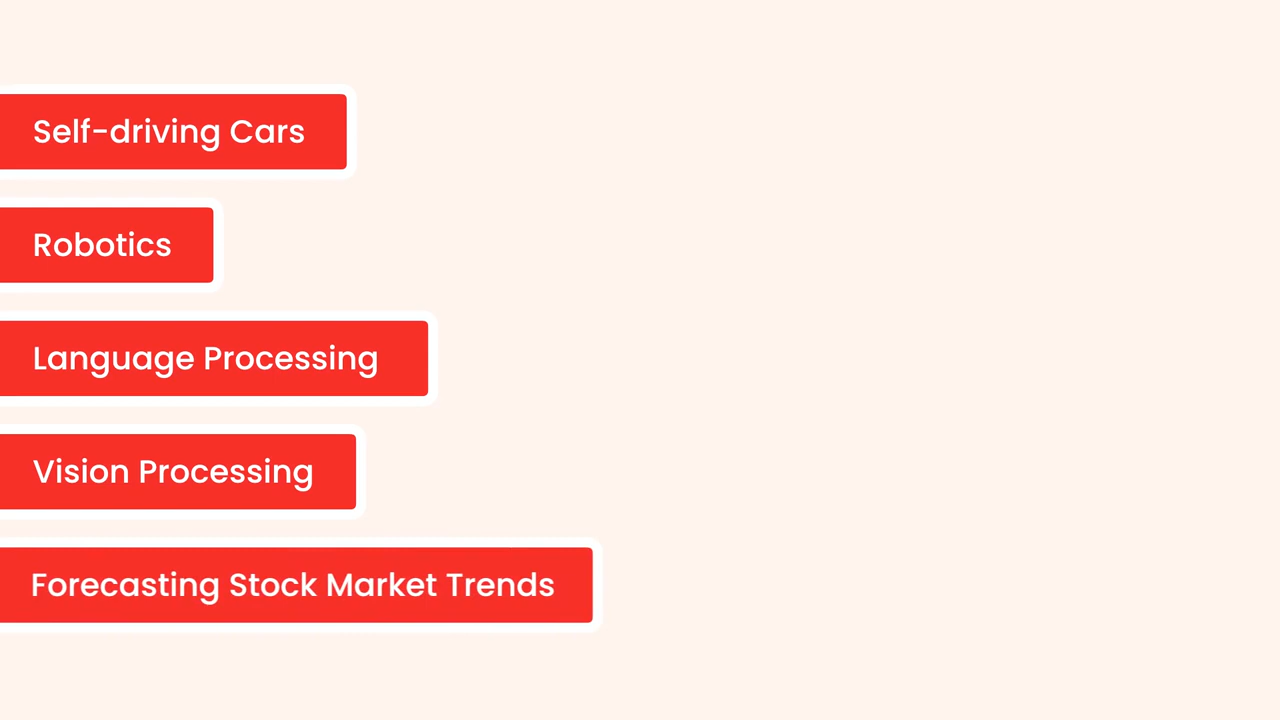 Self-driving Cars
Robotics
Language Processing
Vision Processing
Forecasting Stock Market Trends